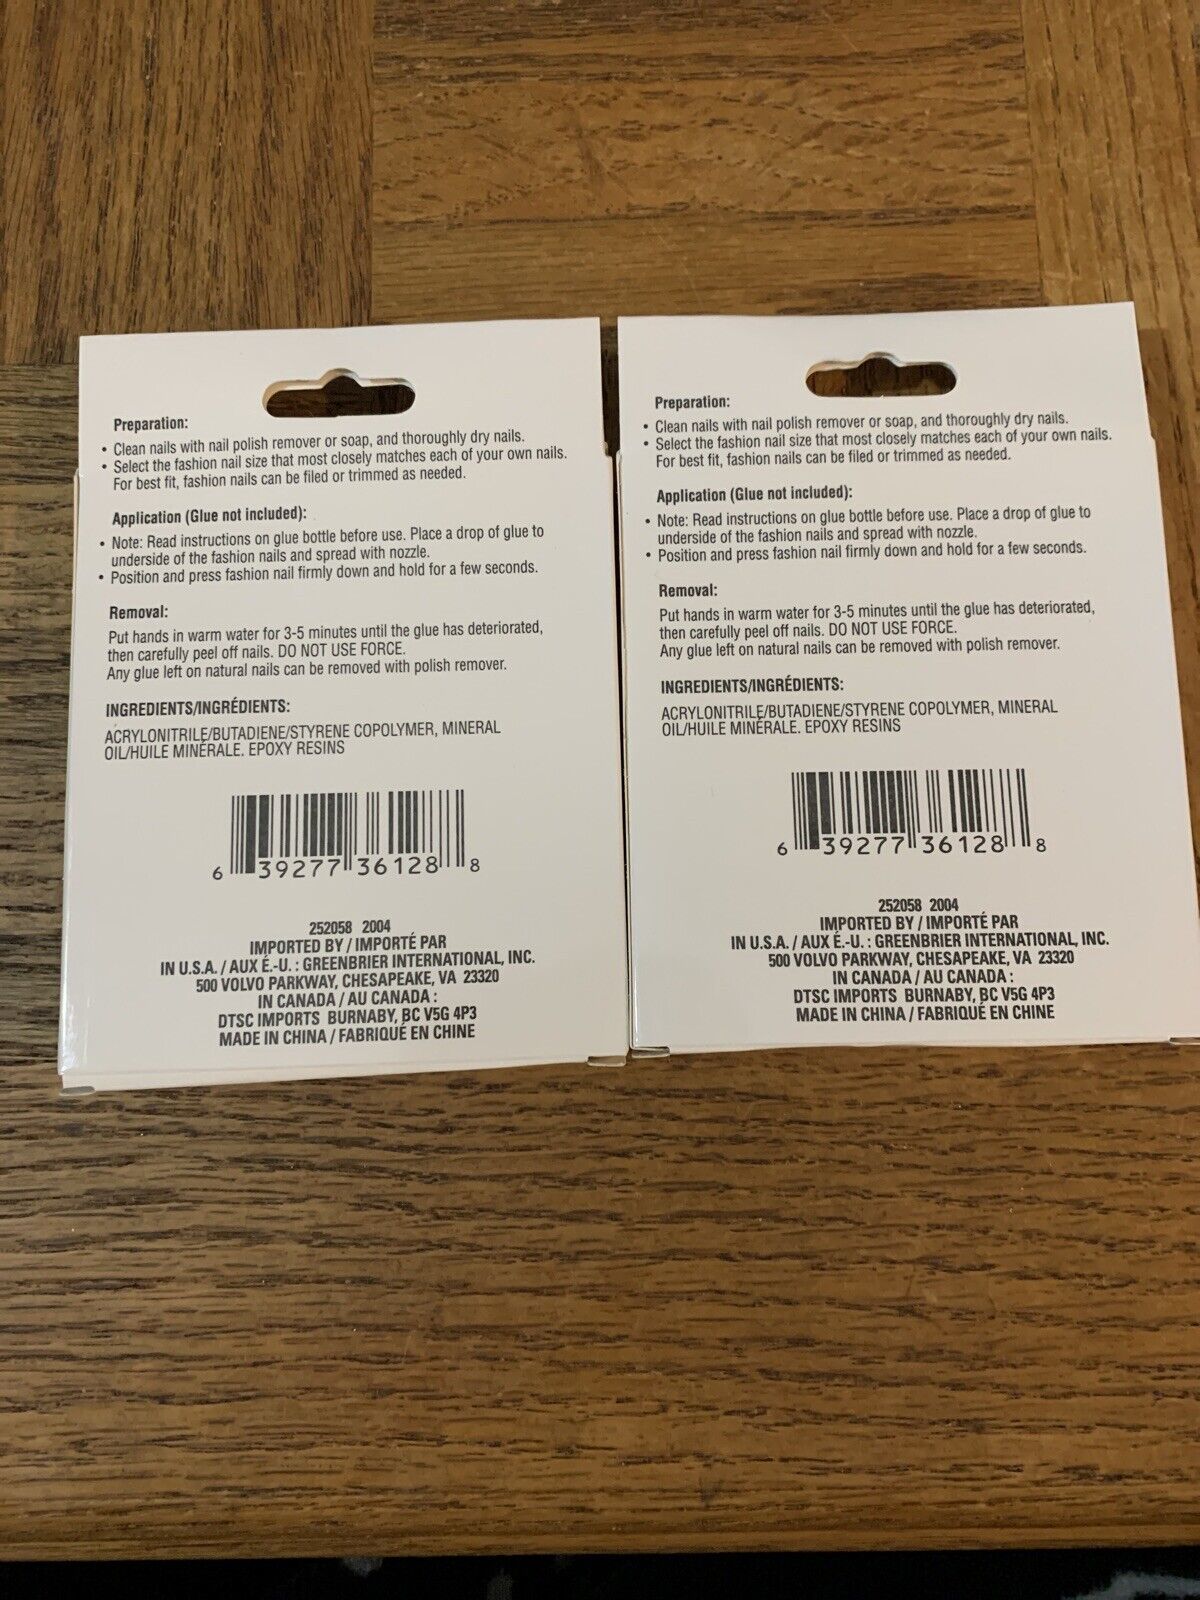 Preparation:
• Clean nails with nail polish remover or soap, and thoroughly dry nails.
• Select the fashion nail size that most closely matches each of your own nails.
For best fit, fashion nails can be filed or trimmed as needed.
Application (Glue not included):
• Note: Read instructions on glue bottle before use. Place a drop of glue to
underside of the fashion nails and spread with nozzle.
• Position and press fashion nail firmly down and hold for a few seconds.
Removal:
Put hands in warm water for 3-5 minutes until the glue has deteriorated,
then carefully peel off nails. DO NOT USE FORCE.
Any glue left on natural nails can be removed with polish remover.
INGREDIENTS/INGRÉDIENTS:
ACRYLONITRILE/BUTADIENE/STYRENE COPOLYMER, MINERAL
OIL/HUILE MINÉRALE. EPOXY RESINS
6 39277 36128 8
252058 2004
IMPORTED BY / IMPORTÉ PAR
IN U.S.A. / AUX É.-U. : GREENBRIER INTERNATIONAL, INC.
500 VOLVO PARKWAY, CHESAPEAKE, VA 23320
IN CANADA / AU CANADA :
DTSC IMPORTS BURNABY, BC V5G 4P3
MADE IN CHINA / FABRIQUÉ EN CHINE
Preparation:
• Clean nails with nail polish remover or soap, and thoroughly dry nails.
• Select the fashion nail size that most closely matches each of your own nails.
For best fit, fashion nails can be filed or trimmed as needed.
Application (Glue not included):
• Note: Read instructions on glue bottle before use. Place a drop of glue to
underside of the fashion nails and spread with nozzle.
• Position and press fashion nail firmly down and hold for a few seconds.
Removal:
Put hands in warm water for 3-5 minutes until the glue has deteriorated,
then carefully peel off nails. DO NOT USE FORCE.
Any glue left on natural nails can be removed with polish remover.
INGREDIENTS/INGRÉDIENTS:
ACRYLONITRILE/BUTADIENE/STYRENE COPOLYMER, MINERAL
OIL/HUILE MINÉRALE. EPOXY RESINS
6 39277 36128 8
252058 2004
IMPORTED BY / IMPORTÉ PAR
IN U.S.A. / AUX É.-U. : GREENBRIER INTERNATIONAL, INC.
500 VOLVO PARKWAY, CHESAPEAKE, VA 23320
IN CANADA / AU CANADA :
DTSC IMPORTS BURNABY, BC V5G 4P3
MADE IN CHINA / FABRIQUÉ EN CHINE